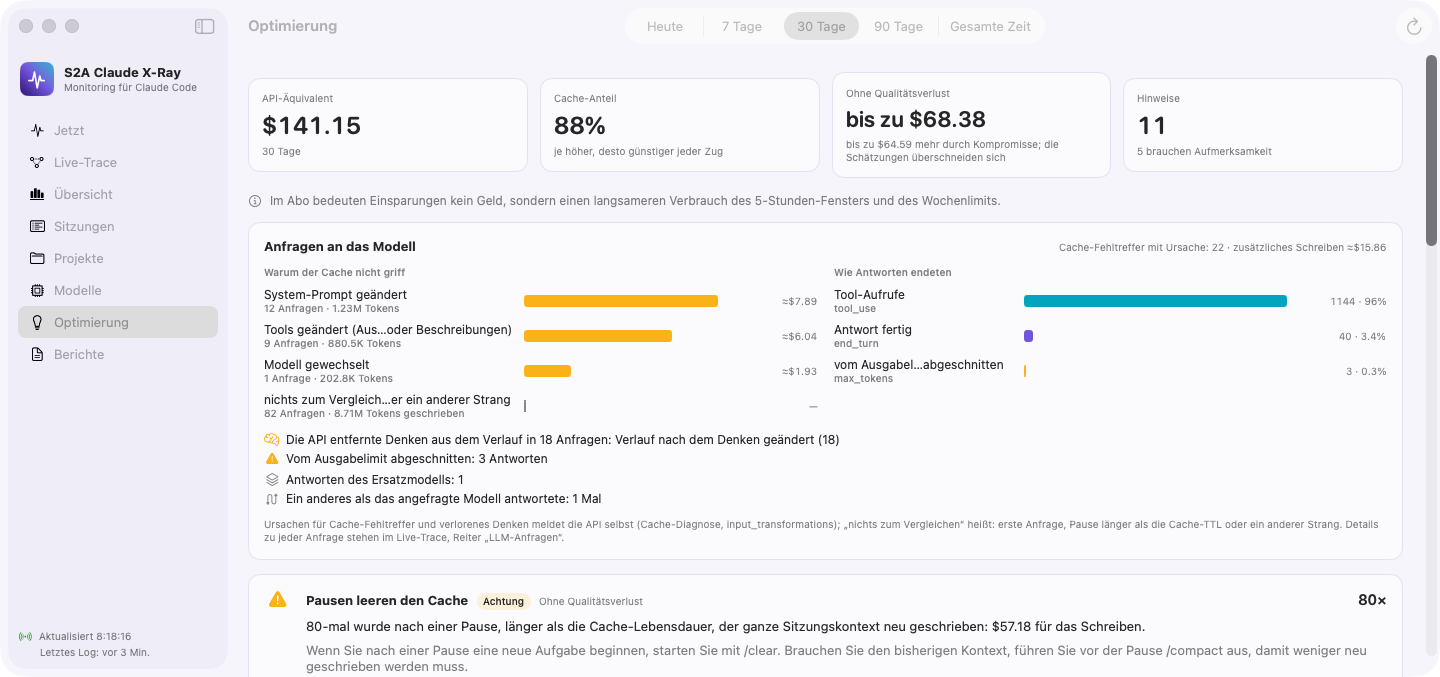 Optimierung
Heute
7 Tage
30 Tage
90 Tage
Gesamte Zeit
S2A Claude X-Ray
Monitoring für Claude Code
Jetzt
Live-Trace
Übersicht
Sitzungen
Projekte
Modelle
Optimierung
Berichte
Aktualisiert 8:18:16
Letztes Log: vor 3 Min.
API-Äquivalent
$141.15
30 Tage
Cache-Anteil
88%
je höher, desto günstiger jeder Zug
Ohne Qualitätsverlust
bis zu $68.38
bis zu $64.59 mehr durch Kompromisse; die
Schätzungen überschneiden sich
Hinweise
11
5 brauchen Aufmerksamkeit
Im Abo bedeuten Einsparungen kein Geld, sondern einen langsameren Verbrauch des 5-Stunden-Fensters und des Wochenlimits.
Anfragen an das Modell
Cache-Fehltreffer mit Ursache: 22 · zusätzliches Schreiben ≈$15.86
Warum der Cache nicht griff
System-Prompt geändert
12 Anfragen · 1.23M Tokens
≈$7.89
Tools geändert (Aus...oder Beschreibungen)
9 Anfragen · 880.5K Tokens
≈$6.04
Modell gewechselt
1 Anfrage · 202.8K Tokens
≈$1.93
nichts zum Vergleich...er ein anderer Strang
82 Anfragen · 8.71M Tokens geschrieben
—
Wie Antworten endeten
Tool-Aufrufe
tool_use
1144 · 96%
Antwort fertig
end_turn
40 · 3.4%
vom Ausgabel...abgeschnitten
max_tokens
3 · 0.3%
Die API entfernte Denken aus dem Verlauf in 18 Anfragen: Verlauf nach dem Denken geändert (18)
Vom Ausgabelimit abgeschnitten: 3 Antworten
Antworten des Ersatzmodells: 1
Ein anderes als das angefragte Modell antwortete: 1 Mal
Ursachen für Cache-Fehltreffer und verlorenes Denken meldet die API selbst (Cache-Diagnose, input_transformations); „nichts zum Vergleichen“ heißt: erste Anfrage, Pause länger als die Cache-TTL oder ein anderer Strang. Details
zu jeder Anfrage stehen im Live-Trace, Reiter „LLM-Anfragen“.
Pausen leeren den Cache
Achtung
Ohne Qualitätsverlust
80×
80-mal wurde nach einer Pause, länger als die Cache-Lebensdauer, der ganze Sitzungskontext neu geschrieben: $57.18 für das Schreiben.
Wenn Sie nach einer Pause eine neue Aufgabe beginnen, starten Sie mit /clear. Brauchen Sie den bisherigen Kontext, führen Sie vor der Pause /compact aus, damit weniger neu
geschrieben werden muss.